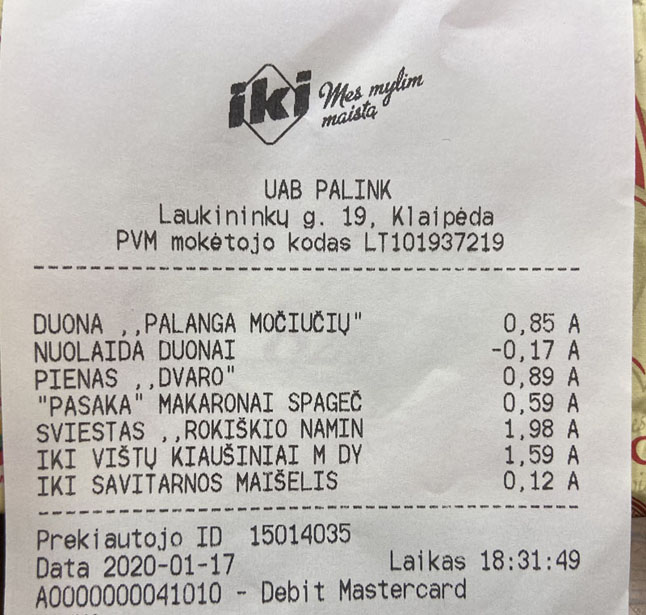 iki Mes mylim
maistą
UAB PALINK
Laukininkų g. 19, Klaipėda
PVM mokėtojo kodas LT101937219
DUONA ,,PALANGA MOČIUČIŲ" 0,85 A
NUOLAIDA DUONAI -0,17 A
PIENAS ,,DVARO" 0,89 A
"PASAKA" MAKARONAI SPAGEČ 0,59 A
SVIESTAS ,,ROKIŠKIO NAMIN 1,98 A
IKI VIŠTŲ KIAUŠINIAI M DY 1,59 A
IKI SAVITARNOS MAIŠELIS 0,12 A
Prekiautojo ID 15014035
Data 2020-01-17 Laikas 18:31:49
A0000000041010 - Debit Mastercard